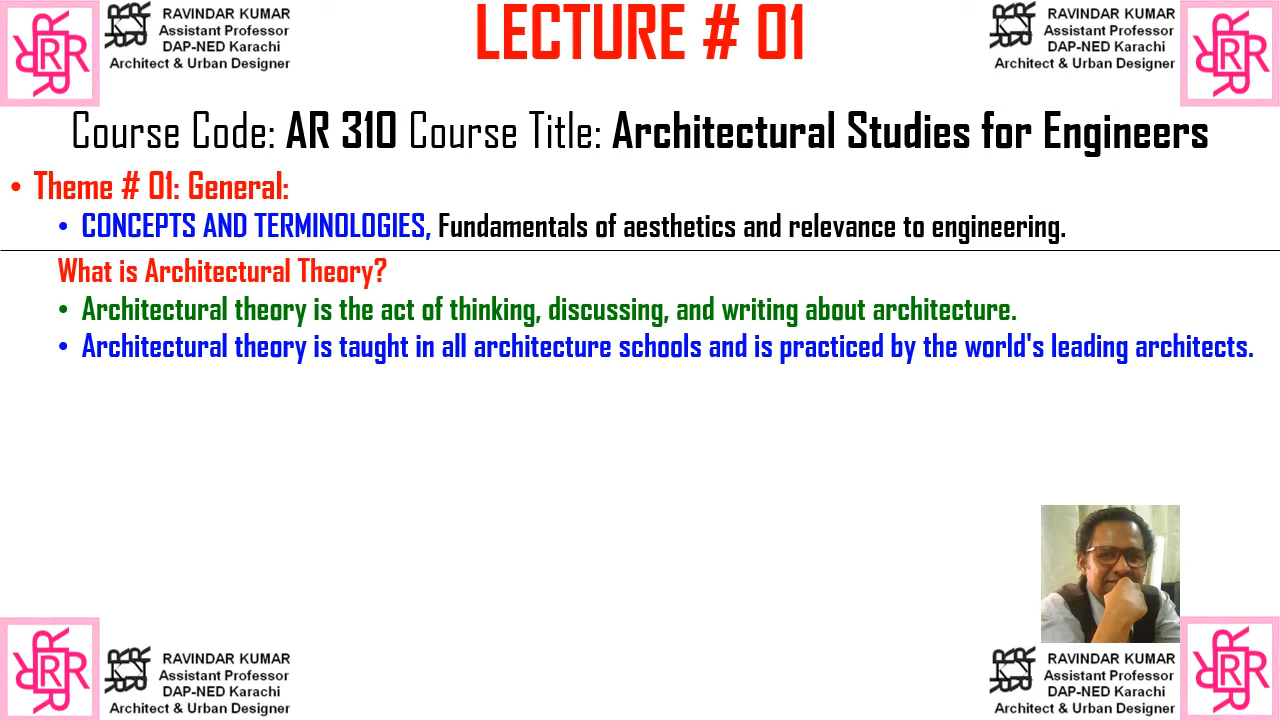 RAVINDAR KUMAR
Assistant Professor
DAP-NED Karachi
Architect & Urban Designer
LECTURE # 01
RAVINDAR KUMAR
Assistant Professor
DAP-NED Karachi
Architect & Urban Designer
Course Code: AR 310 Course Title: Architectural Studies for Engineers
• Theme # 01: General:
• CONCEPTS AND TERMINOLOGIES, Fundamentals of aesthetics and relevance to engineering.
What is Architectural Theory?
• Architectural theory is the act of thinking, discussing, and writing about architecture.
• Architectural theory is taught in all architecture schools and is practiced by the world's leading architects.
RAVINDAR KUMAR
Assistant Professor
DAP-NED Karachi
Architect & Urban Designer
RAVINDAR KUMAR
Assistant Professor
DAP-NED Karachi
Architect & Urban Designer